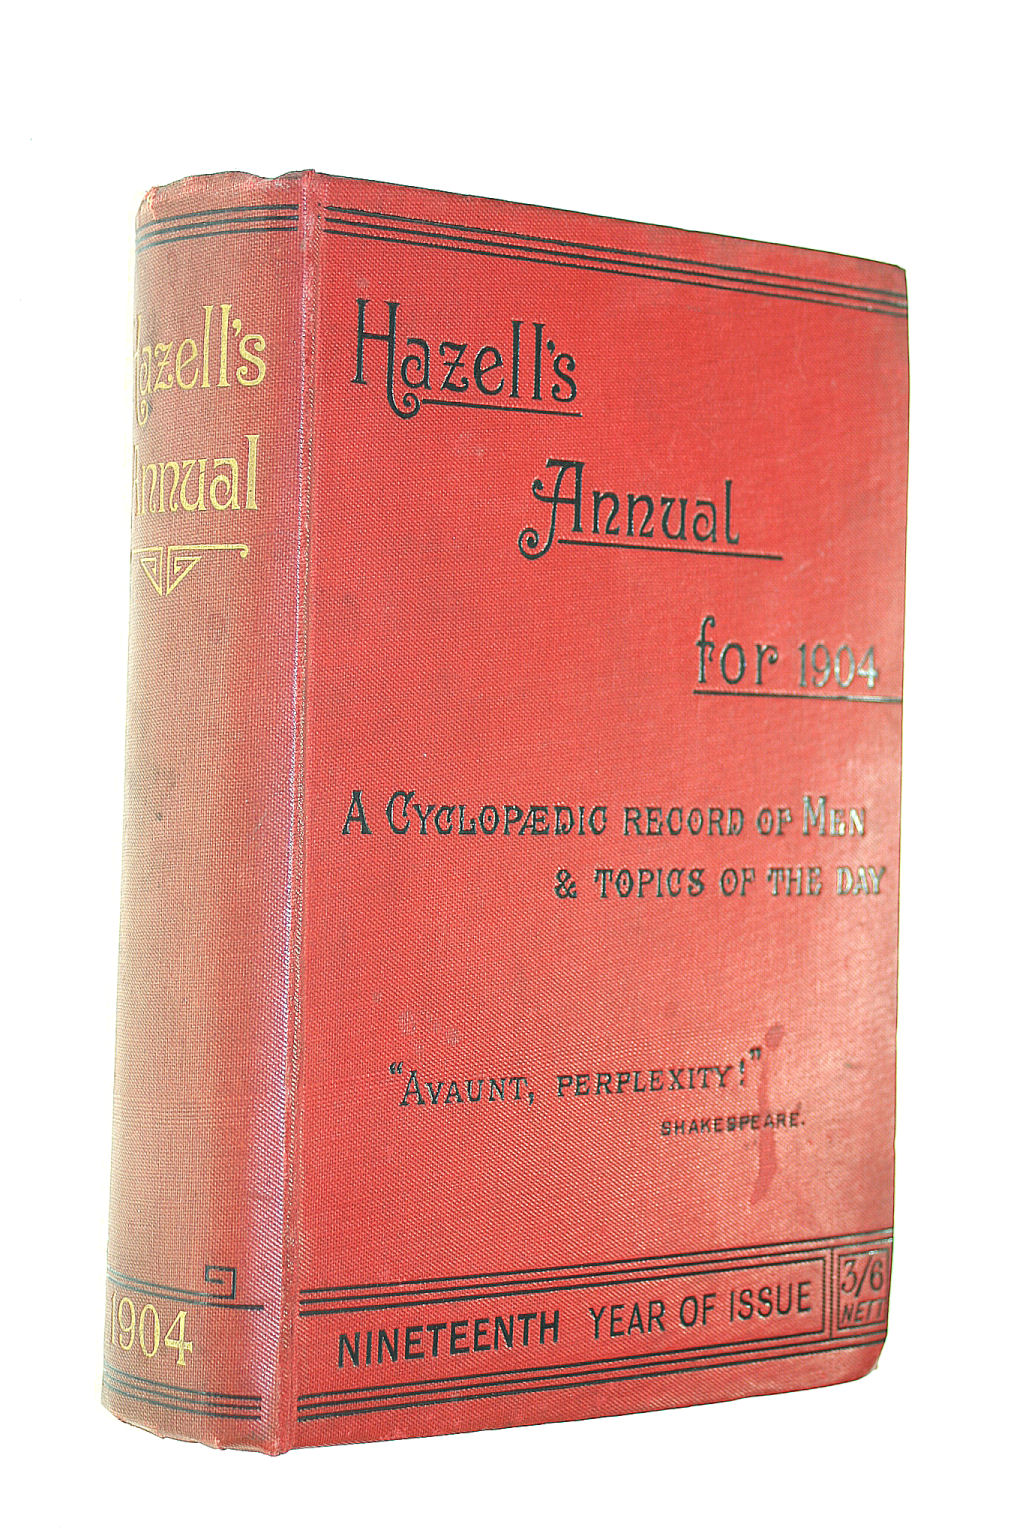 Hazell's
Annual
1904
Hazell's
Annual
for 1904
A CYCLOPÆDIC RECORD OF MEN
& TOPICS OF THE DAY
"AVAUNT, PERPLEXITY!"
SHAKESPEARE.
NINETEENTH YEAR OF ISSUE
3/6
NETT